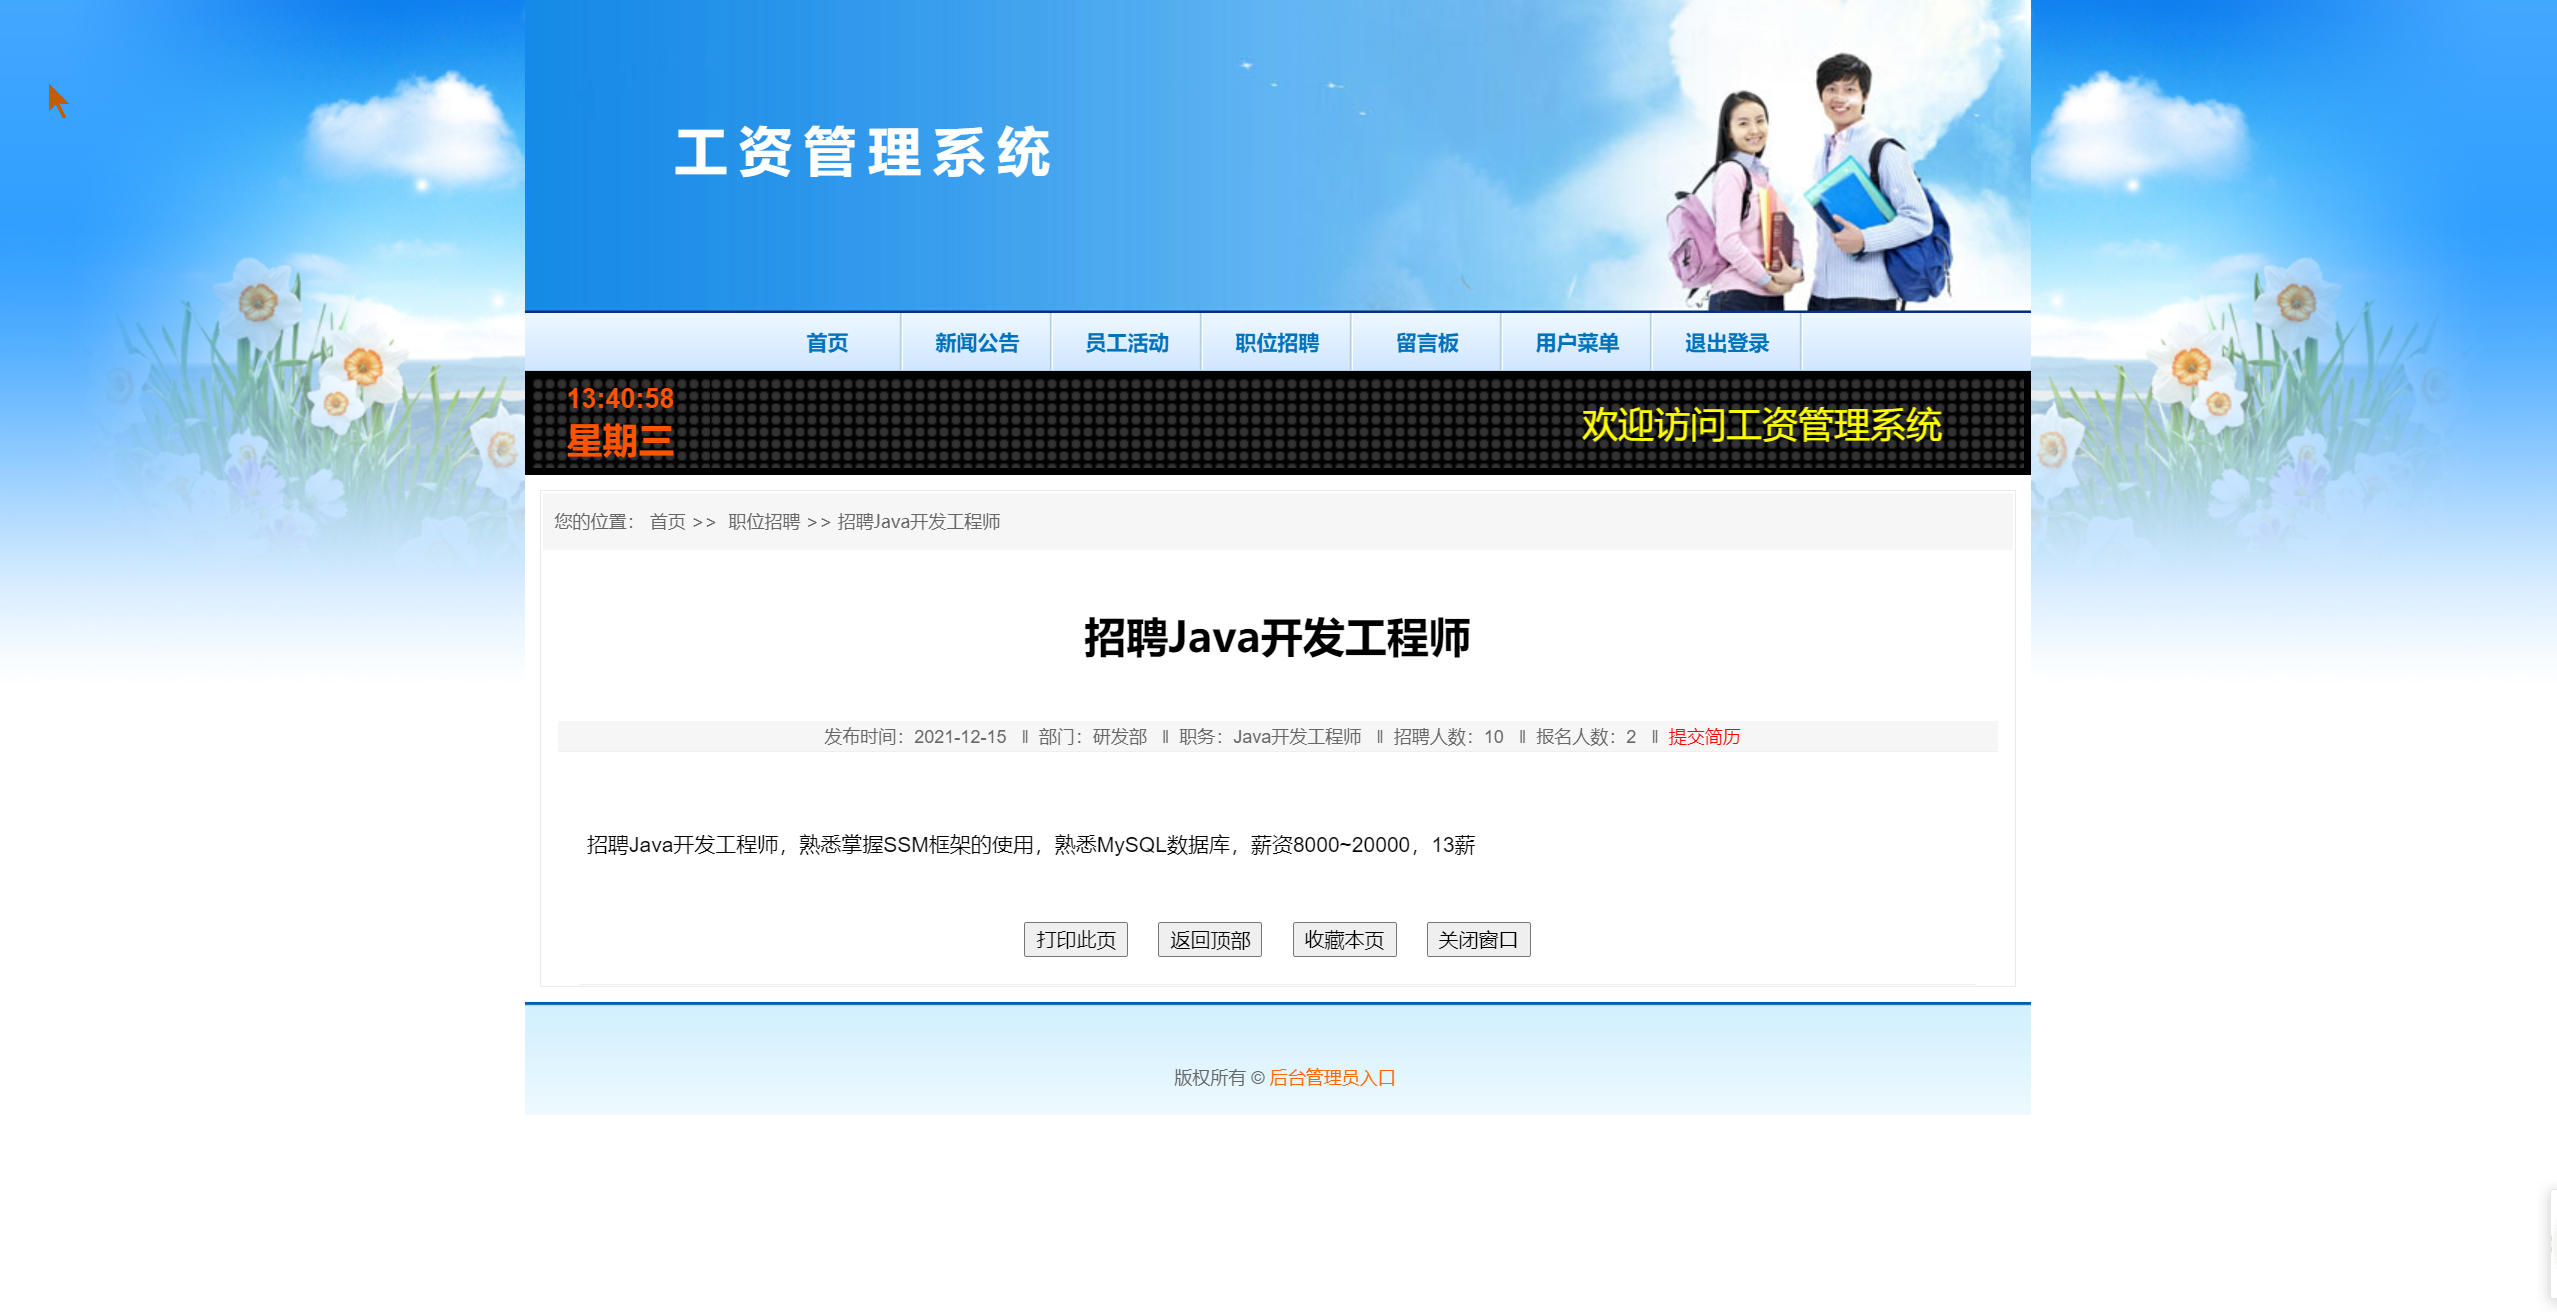 工资管理系统
首页 新闻公告 员工活动 职位招聘 留言板 用户菜单 退出登录
13:40:58
星期三
欢迎访问工资管理系统
您的位置： 首页 >> 职位招聘 >> 招聘Java开发工程师
招聘Java开发工程师
发布时间：2021-12-15 ‖ 部门：研发部 ‖ 职务：Java开发工程师 ‖ 招聘人数：10 ‖ 报名人数：2 ‖ 提交简历
招聘Java开发工程师，熟悉掌握SSM框架的使用，熟悉MySQL数据库，薪资8000~20000，13薪
打印此页 返回顶部 收藏本页 关闭窗口
版权所有 © 后台管理员入口